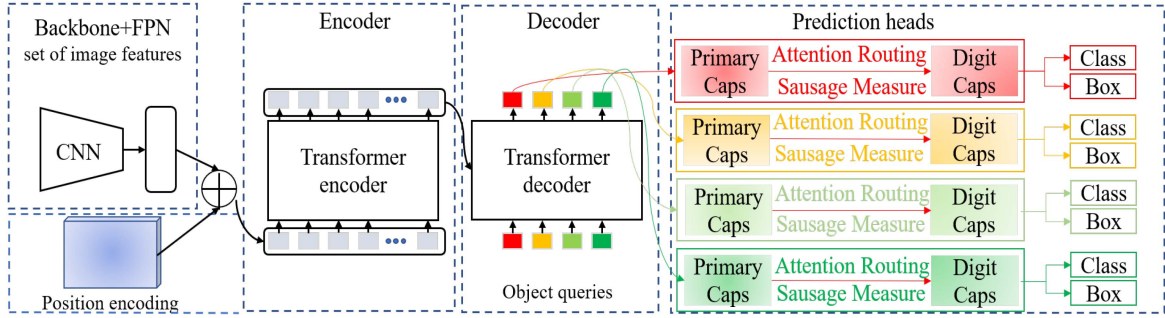 Backbone+FPN
set of image features
CNN
Position encoding
Encoder
Transformer
encoder
Decoder
Transformer
decoder
Object queries
Prediction heads
Primary
Caps
Attention Routing
Sausage Measure
Digit
Caps
Class
Box
Primary
Caps
Attention Routing
Sausage Measure
Digit
Caps
Class
Box
Primary
Caps
Attention Routing
Sausage Measure
Digit
Caps
Class
Box
Primary
Caps
Attention Routing
Sausage Measure
Digit
Caps
Class
Box